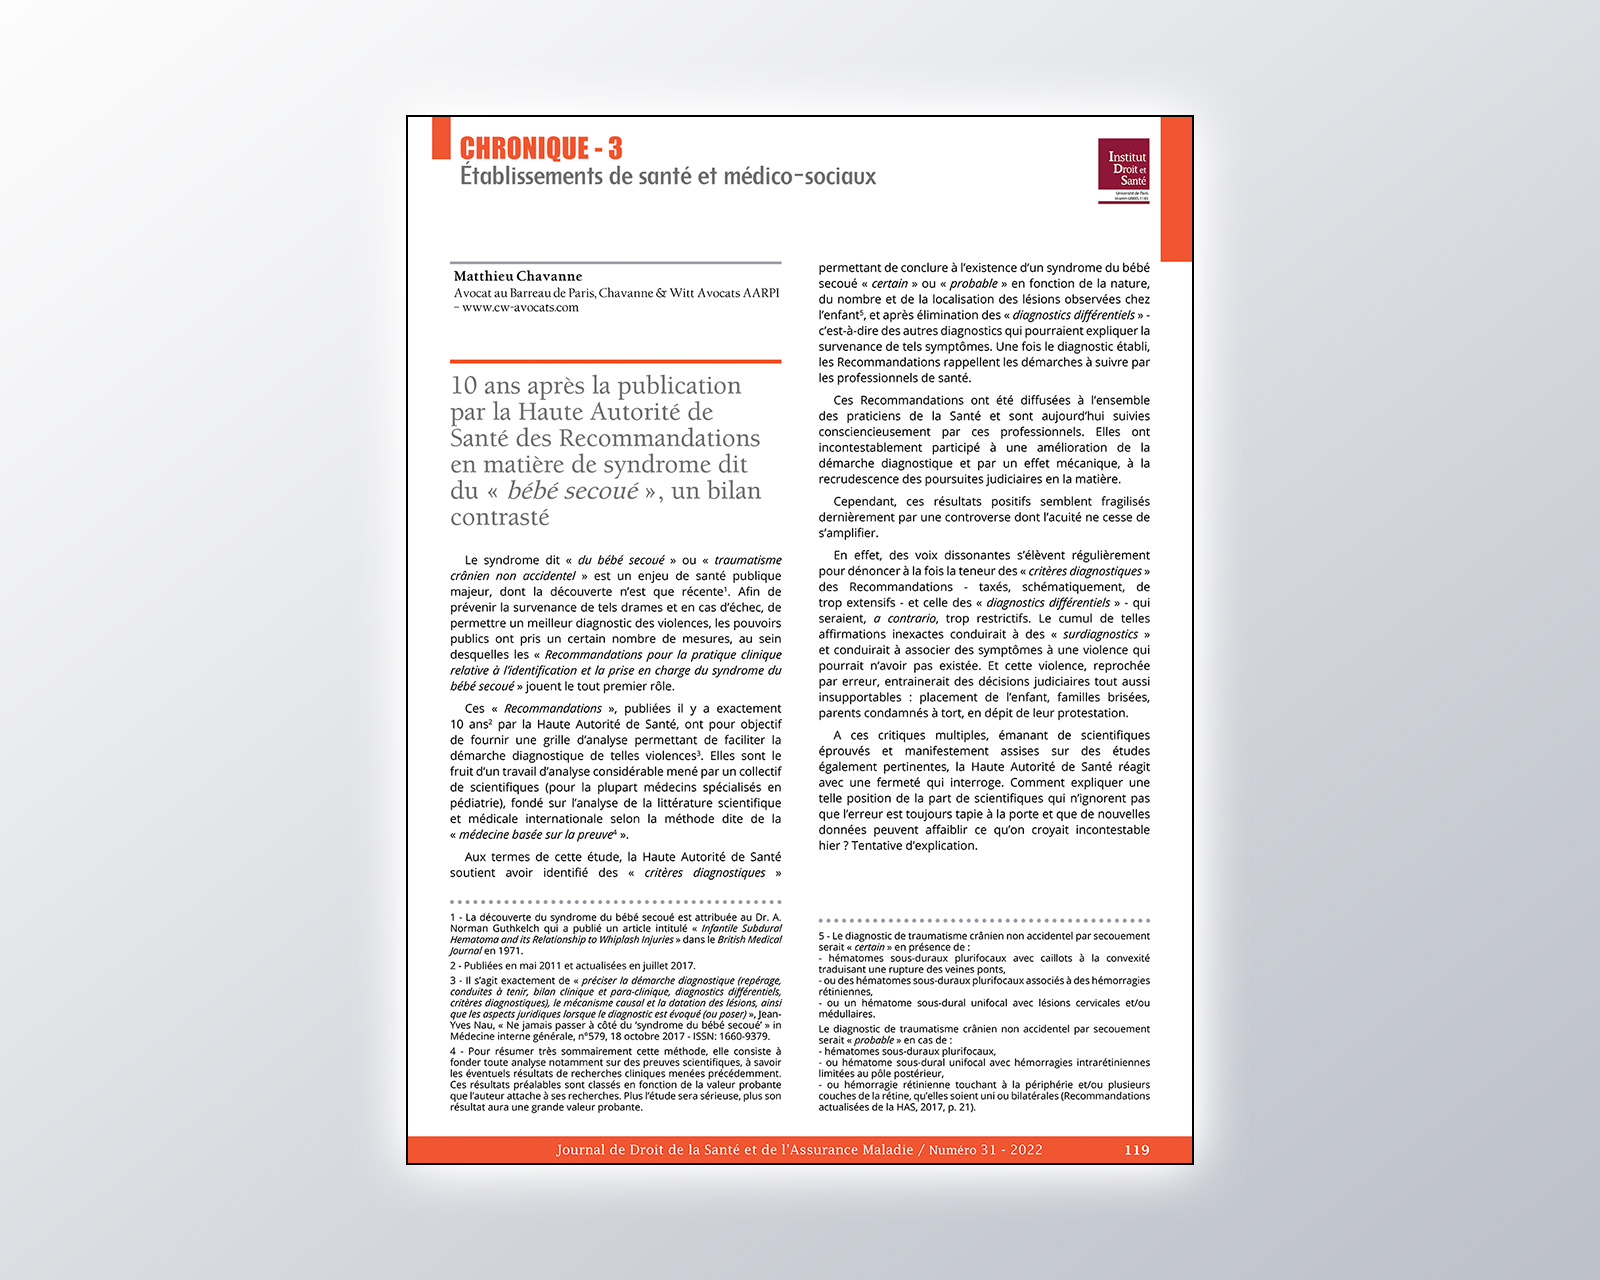 CHRONIQUE - 3
Établissements de santé et médico-sociaux
Institut
Droit et
Santé
Université de Paris
Matthieu Chavanne
Avocat au Barreau de Paris, Chavanne & Witt Avocats AARPI
– www.cw-avocats.com
10 ans après la publication
par la Haute Autorité de
Santé des Recommandations
en matière de syndrome dit
du « bébé secoué », un bilan
contrasté
Le syndrome dit « du bébé secoué » ou « traumatisme
crânien non accidentel » est un enjeu de santé publique
majeur, dont la découverte n’est que récente¹. Afin de
prévenir la survenance de tels drames et en cas d’échec, de
permettre un meilleur diagnostic des violences, les pouvoirs
publics ont pris un certain nombre de mesures, au sein
desquelles les « Recommandations pour la pratique clinique
relative à l’identification et la prise en charge du syndrome du
bébé secoué » jouent le tout premier rôle.
Ces « Recommandations », publiées il y a exactement
10 ans² par la Haute Autorité de Santé, ont pour objectif
de fournir une grille d’analyse permettant de faciliter la
démarche diagnostique de telles violences³. Elles sont le
fruit d’un travail d’analyse considérable mené par un collectif
de scientifiques (pour la plupart médecins spécialisés en
pédiatrie), fondé sur l’analyse de la littérature scientifique
et médicale internationale selon la méthode dite de la
« médecine basée sur la preuve⁴ ».
Aux termes de cette étude, la Haute Autorité de Santé
soutient avoir identifié des « critères diagnostiques »
1 - La découverte du syndrome du bébé secoué est attribuée au Dr. A.
Norman Guthkelch qui a publié un article intitulé « Infantile Subdural
Hematoma and its Relationship to Whiplash Injuries » dans le British Medical
Journal en 1971.
2 - Publiées en mai 2011 et actualisées en juillet 2017.
3 - Il s’agit exactement de « préciser la démarche diagnostique (repérage,
conduites à tenir, bilan clinique et para-clinique, diagnostics différentiels,
critères diagnostiques), le mécanisme causal et la datation des lésions, ainsi
que les aspects juridiques lorsque le diagnostic est évoqué (ou poser) », Jean-
Yves Nau, « Ne jamais passer à côté du ‘syndrome du bébé secoué’ » in
Médecine interne générale, n°579, 18 octobre 2017 - ISSN: 1660-9379.
4 - Pour résumer très sommairement cette méthode, elle consiste à
fonder toute analyse notamment sur des preuves scientifiques, à savoir
les éventuels résultats de recherches cliniques menées précédemment.
Ces résultats préalables sont classés en fonction de la valeur probante
que l’auteur attache à ses recherches. Plus l’étude sera sérieuse, plus son
résultat aura une grande valeur probante.
permettant de conclure à l’existence d’un syndrome du bébé
secoué « certain » ou « probable » en fonction de la nature,
du nombre et de la localisation des lésions observées chez
l’enfant⁵, et après élimination des « diagnostics différentiels » -
c’est-à-dire des autres diagnostics qui pourraient expliquer la
survenance de tels symptômes. Une fois le diagnostic établi,
les Recommandations rappellent les démarches à suivre par
les professionnels de santé.
Ces Recommandations ont été diffusées à l’ensemble
des praticiens de la Santé et sont aujourd’hui suivies
consciencieusement par ces professionnels. Elles ont
incontestablement participé à une amélioration de la
démarche diagnostique et par un effet mécanique, à la
recrudescence des poursuites judiciaires en la matière.
Cependant, ces résultats positifs semblent fragilisés
dernièrement par une controverse dont l’acuité ne cesse de
s’amplifier.
En effet, des voix dissonantes s’élèvent régulièrement
pour dénoncer à la fois la teneur des « critères diagnostiques »
des Recommandations - taxés, schématiquement, de
trop extensifs - et celle des « diagnostics différentiels » - qui
seraient, a contrario, trop restrictifs. Le cumul de telles
affirmations inexactes conduirait à des « surdiagnostics »
et conduirait à associer des symptômes à une violence qui
pourrait n’avoir pas existée. Et cette violence, reprochée
par erreur, entrainerait des décisions judiciaires tout aussi
insupportables : placement de l’enfant, familles brisées,
parents condamnés à tort, en dépit de leur protestation.
A ces critiques multiples, émanant de scientifiques
éprouvés et manifestement assises sur des études
également pertinentes, la Haute Autorité de Santé réagit
avec une fermeté qui interroge. Comment expliquer une
telle position de la part de scientifiques qui n’ignorent pas
que l’erreur est toujours tapie à la porte et que de nouvelles
données peuvent affaiblir ce qu’on croyait incontestable
hier ? Tentative d’explication.
5 - Le diagnostic de traumatisme crânien non accidentel par secouement
serait « certain » en présence de :
- hématomes sous-duraux plurifocaux avec caillots à la convexité
traduisant une rupture des veines ponts,
- ou des hématomes sous-duraux plurifocaux associés à des hémorragies
rétiniennes,
- ou un hématome sous-dural unifocal avec lésions cervicales et/ou
médullaires.
Le diagnostic de traumatisme crânien non accidentel par secouement
serait « probable » en cas de :
- hématomes sous-duraux plurifocaux,
- ou hématome sous-dural unifocal avec hémorragies intrarétiniennes
limitées au pôle postérieur,
- ou hémorragie rétinienne touchant à la périphérie et/ou plusieurs
couches de la rétine, qu’elles soient uni ou bilatérales (Recommandations
actualisées de la HAS, 2017, p. 21).
Journal de Droit de la Santé et de l’Assurance Maladie / Numéro 31 - 2022
119